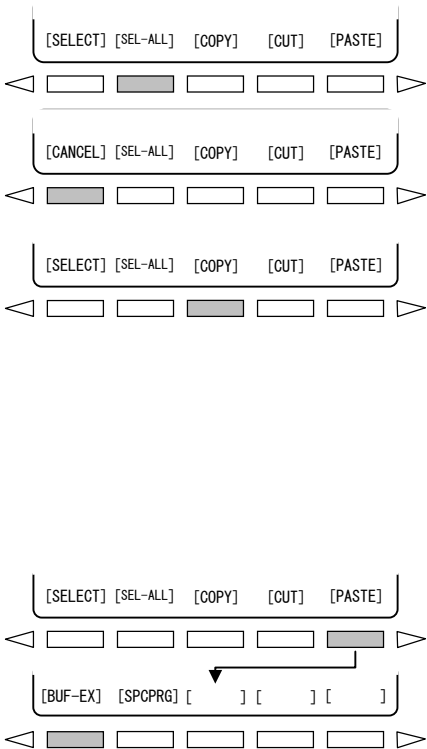 [SELECT] [SEL-ALL] [COPY] [CUT] [PASTE]
[CANCEL] [SEL-ALL] [COPY] [CUT] [PASTE]
[SELECT] [SEL-ALL] [COPY] [CUT] [PASTE]
[SELECT] [SEL-ALL] [COPY] [CUT] [PASTE]
[BUF-EX] [SPCPRG] [ ] [ ] [ ]